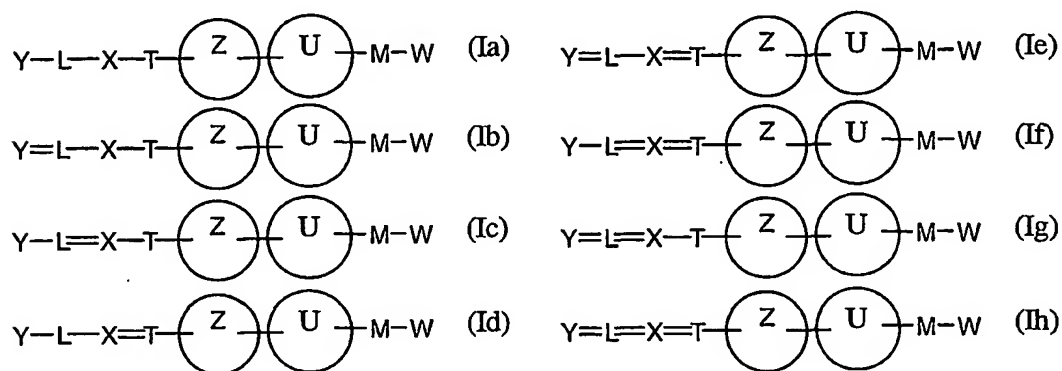 Y-L-X-T- Z U -M-W (Ia)
Y=L-X-T- Z U -M-W (Ib)
Y-L=X-T- Z U -M-W (Ic)
Y-L-X=T- Z U -M-W (Id)
Y=L-X=T- Z U -M-W (Ie)
Y-L=X=T- Z U -M-W (If)
Y=L=X-T- Z U -M-W (Ig)
Y=L=X=T- Z U -M-W (Ih)